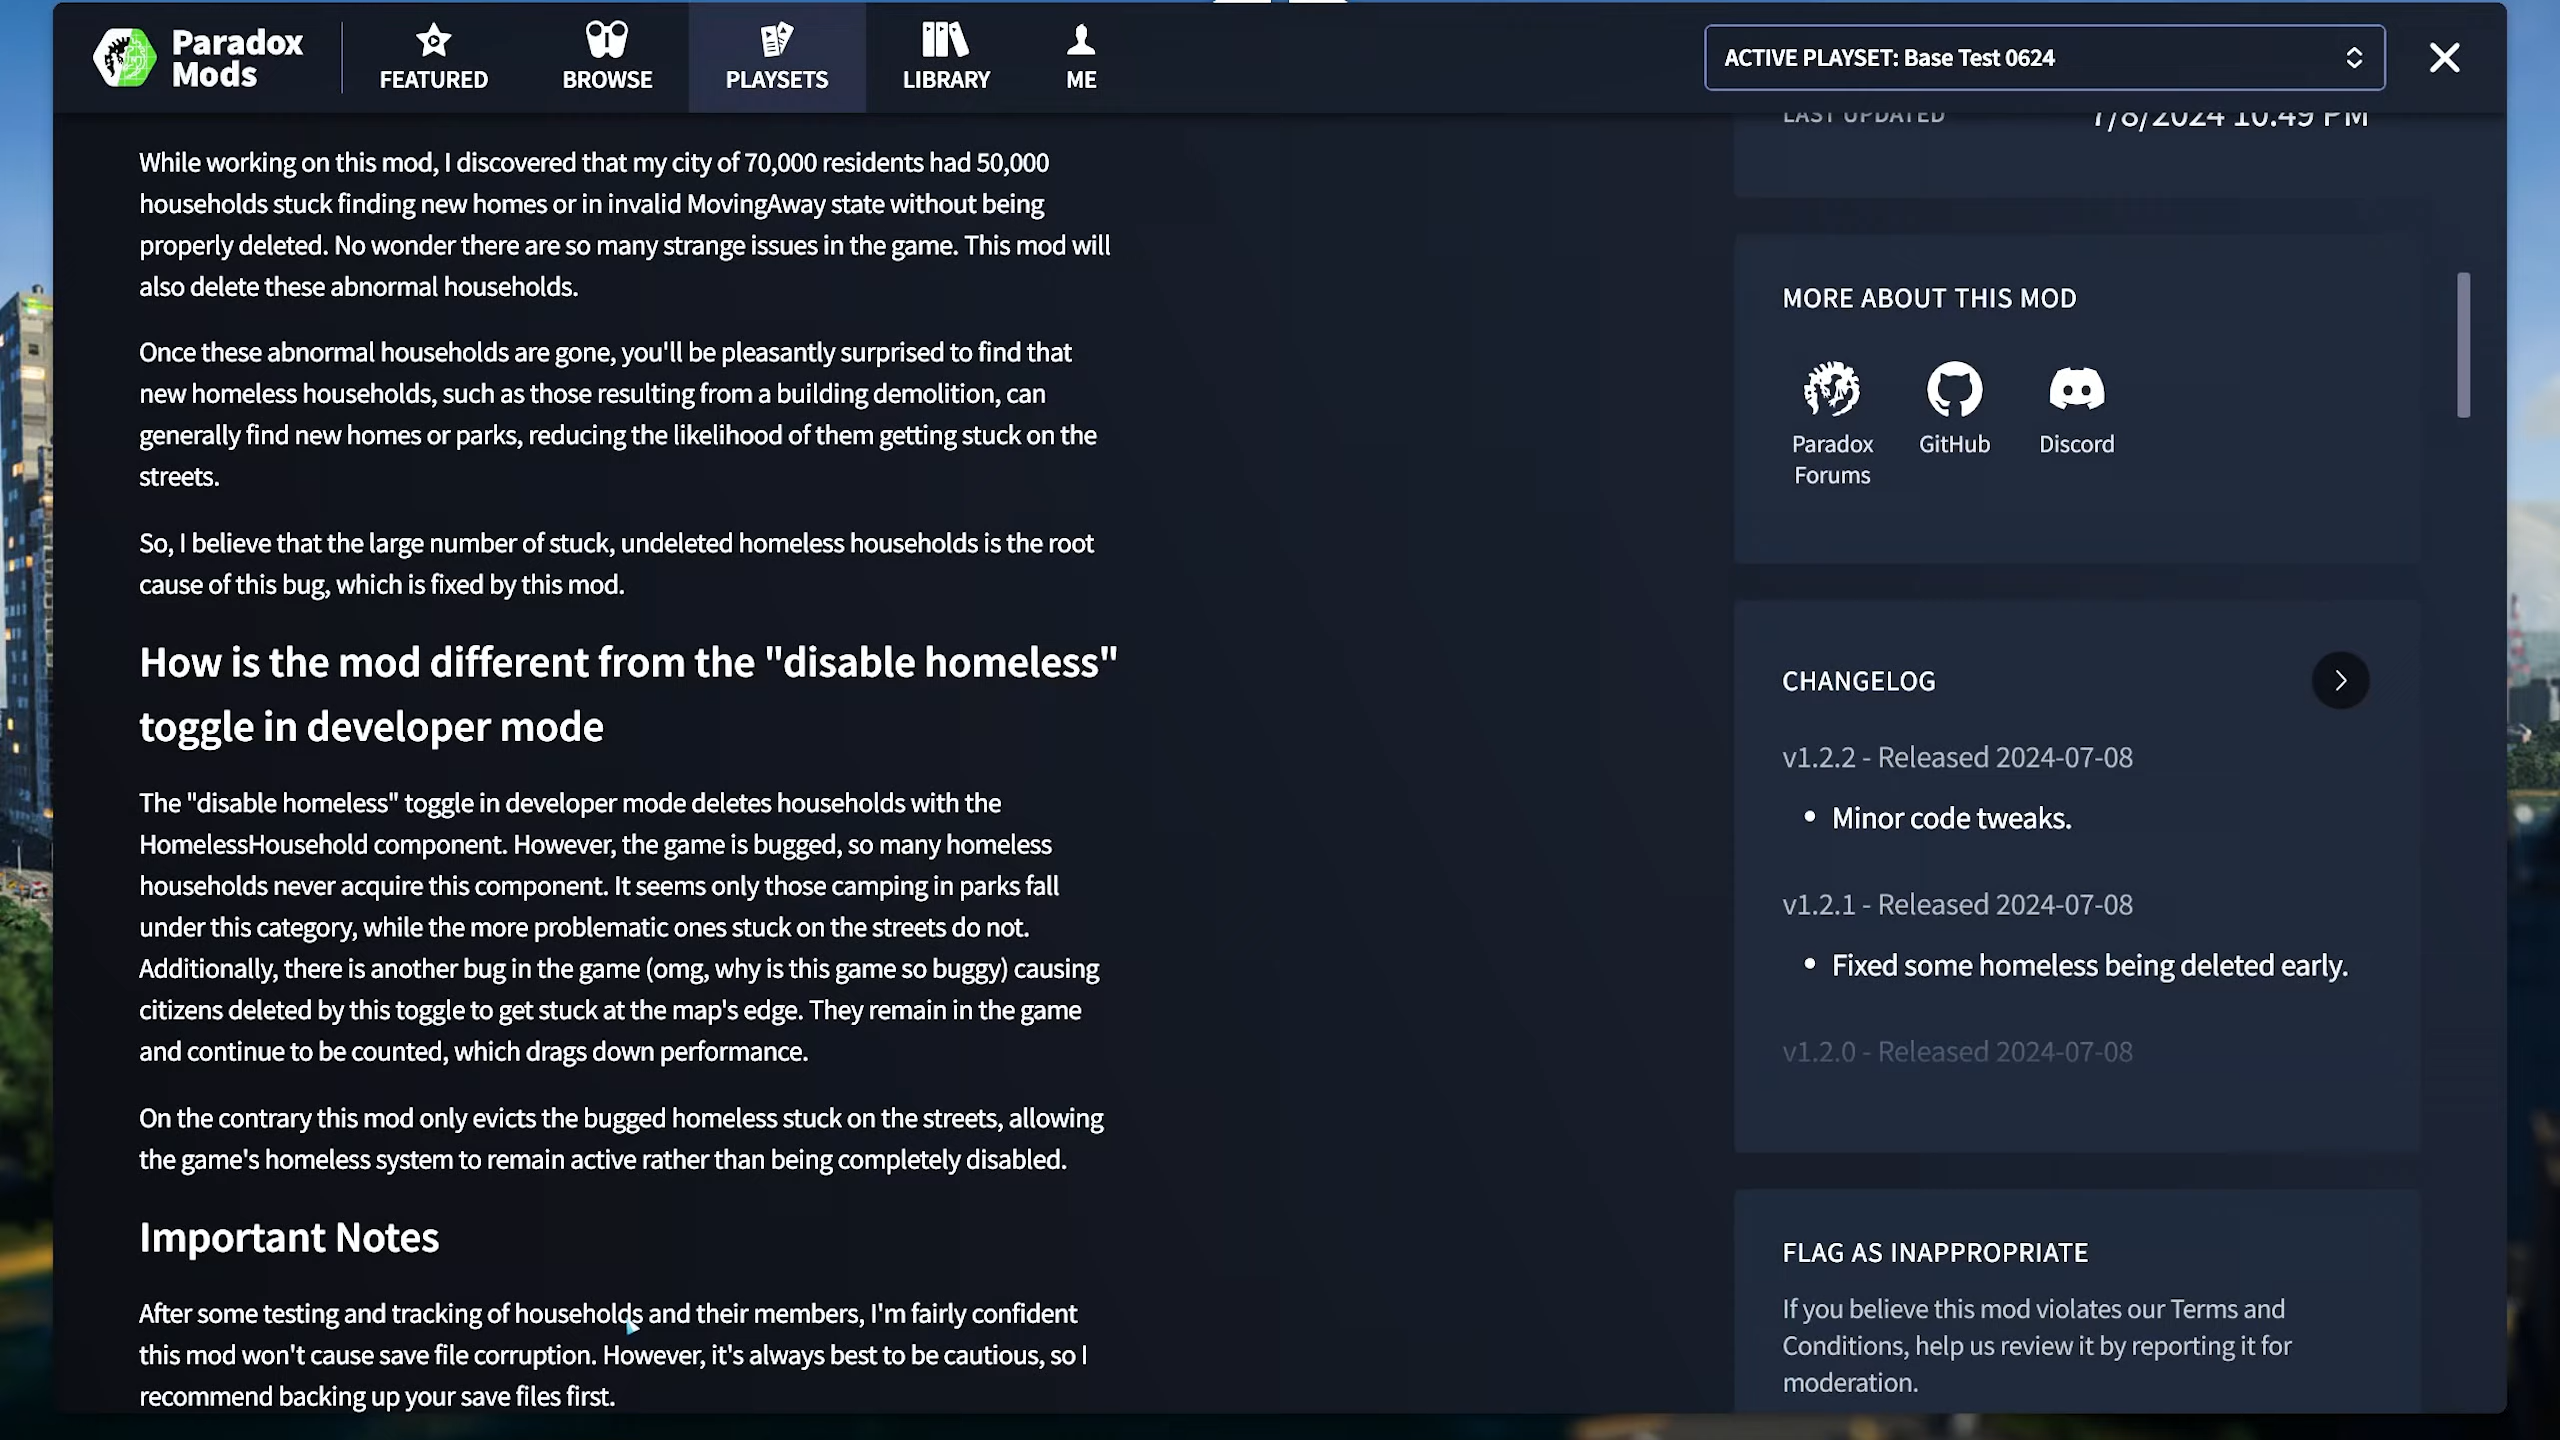 Paradox
Mods
FEATURED
BROWSE
PLAYSETS
LIBRARY
ME
ACTIVE PLAYSET: Base Test 0624
While working on this mod, I discovered that my city of 70,000 residents had 50,000
households stuck finding new homes or in invalid MovingAway state without being
properly deleted. No wonder there are so many strange issues in the game. This mod will
also delete these abnormal households.
Once these abnormal households are gone, you'll be pleasantly surprised to find that
new homeless households, such as those resulting from a building demolition, can
generally find new homes or parks, reducing the likelihood of them getting stuck on the
streets.
So, I believe that the large number of stuck, undeleted homeless households is the root
cause of this bug, which is fixed by this mod.
How is the mod different from the "disable homeless"
toggle in developer mode
The "disable homeless" toggle in developer mode deletes households with the
HomelessHousehold component. However, the game is bugged, so many homeless
households never acquire this component. It seems only those camping in parks fall
under this category, while the more problematic ones stuck on the streets do not.
Additionally, there is another bug in the game (omg, why is this game so buggy) causing
citizens deleted by this toggle to get stuck at the map's edge. They remain in the game
and continue to be counted, which drags down performance.
On the contrary this mod only evicts the bugged homeless stuck on the streets, allowing
the game's homeless system to remain active rather than being completely disabled.
Important Notes
After some testing and tracking of households and their members, I'm fairly confident
this mod won't cause save file corruption. However, it's always best to be cautious, so I
recommend backing up your save files first.
LAST UPDATED
7/8/2024 10:49 PM
MORE ABOUT THIS MOD
Paradox
Forums
GitHub
Discord
CHANGELOG
v1.2.2 - Released 2024-07-08
• Minor code tweaks.
v1.2.1 - Released 2024-07-08
• Fixed some homeless being deleted early.
v1.2.0 - Released 2024-07-08
FLAG AS INAPPROPRIATE
If you believe this mod violates our Terms and
Conditions, help us review it by reporting it for
moderation.